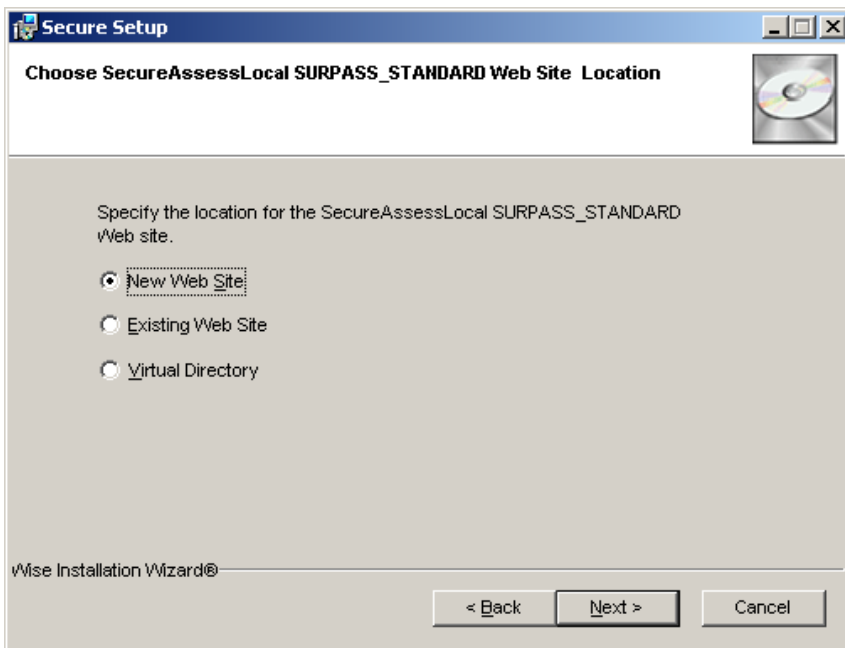 Secure Setup
Choose SecureAssessLocal SURPASS_STANDARD Web Site  Location
Specify the location for the SecureAssessLocal SURPASS_STANDARD
Web site.
New Web Site
Existing Web Site
Virtual Directory
Wise Installation Wizard®
< Back
Next >
Cancel